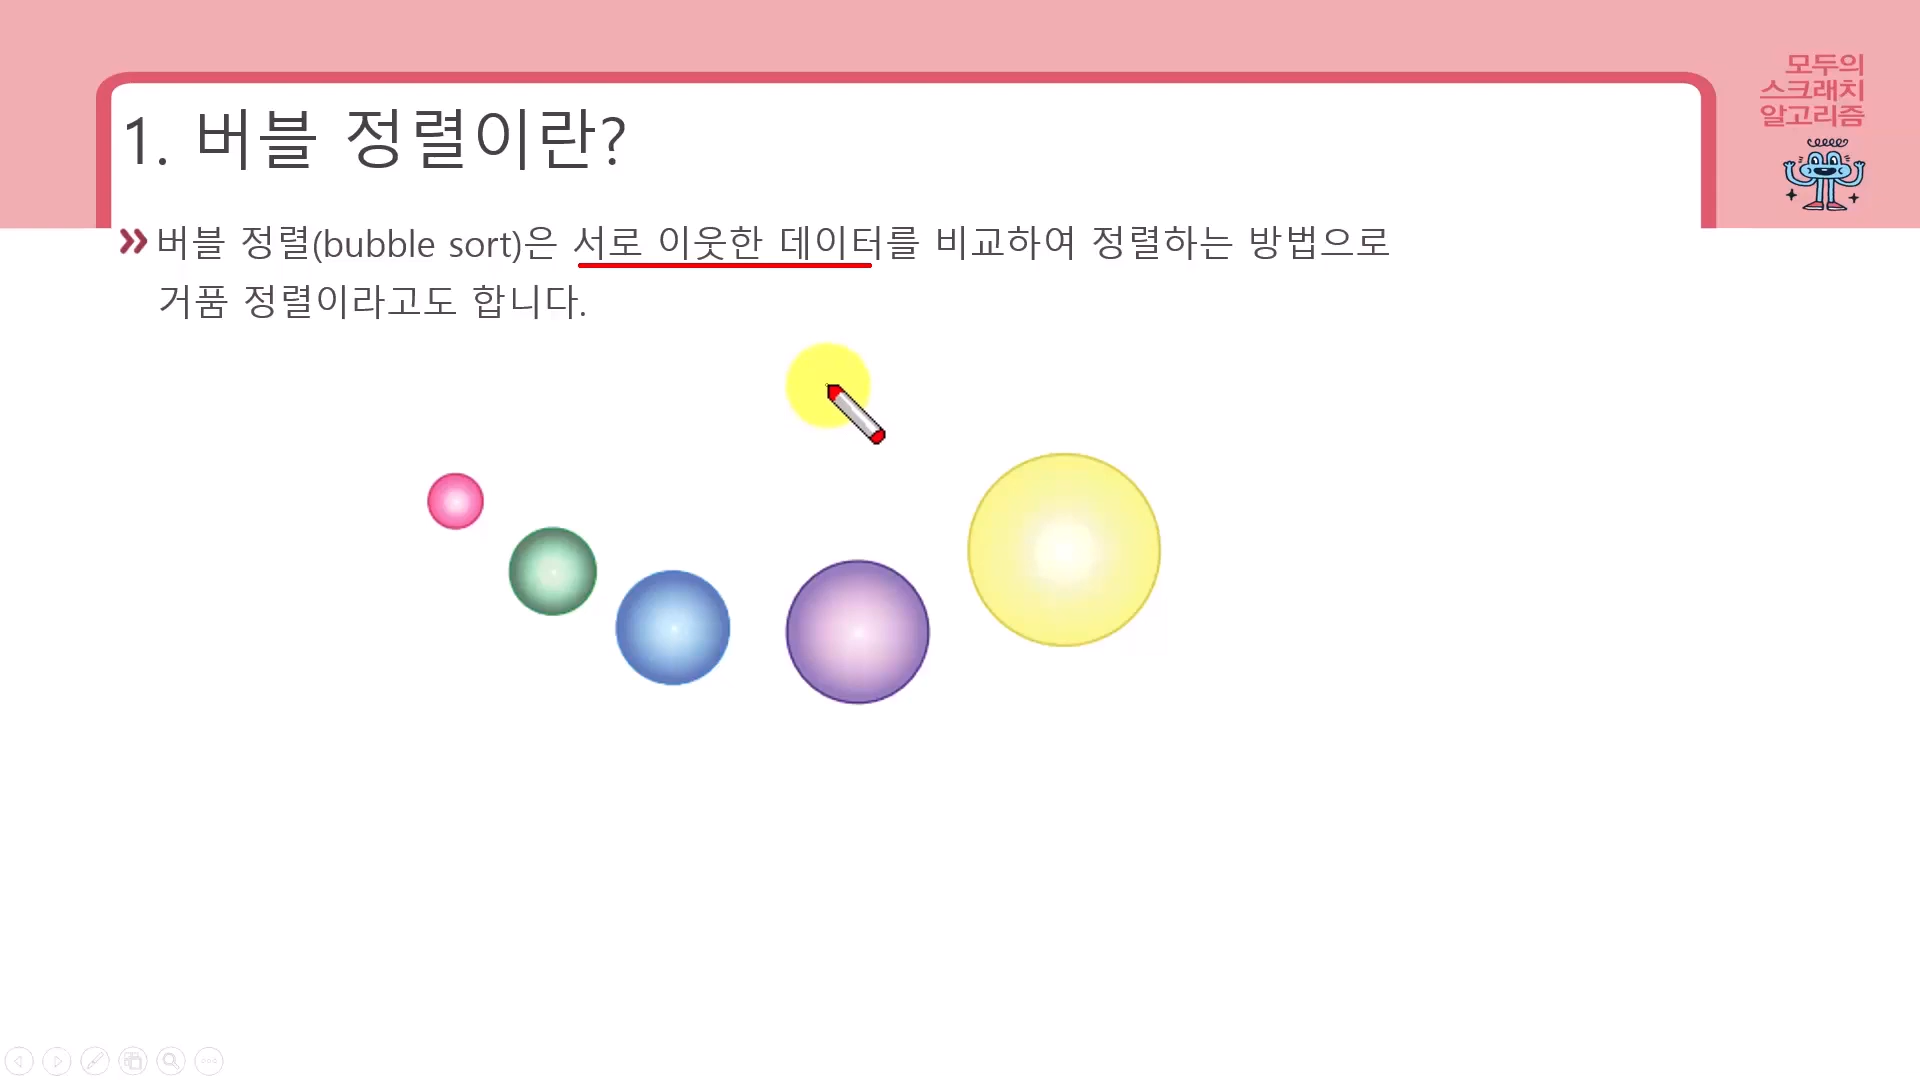 모두의
스크래치
알고리즘
1. 버블 정렬이란?
버블 정렬(bubble sort)은 서로 이웃한 데이터를 비교하여 정렬하는 방법으로
거품 정렬이라고도 합니다.